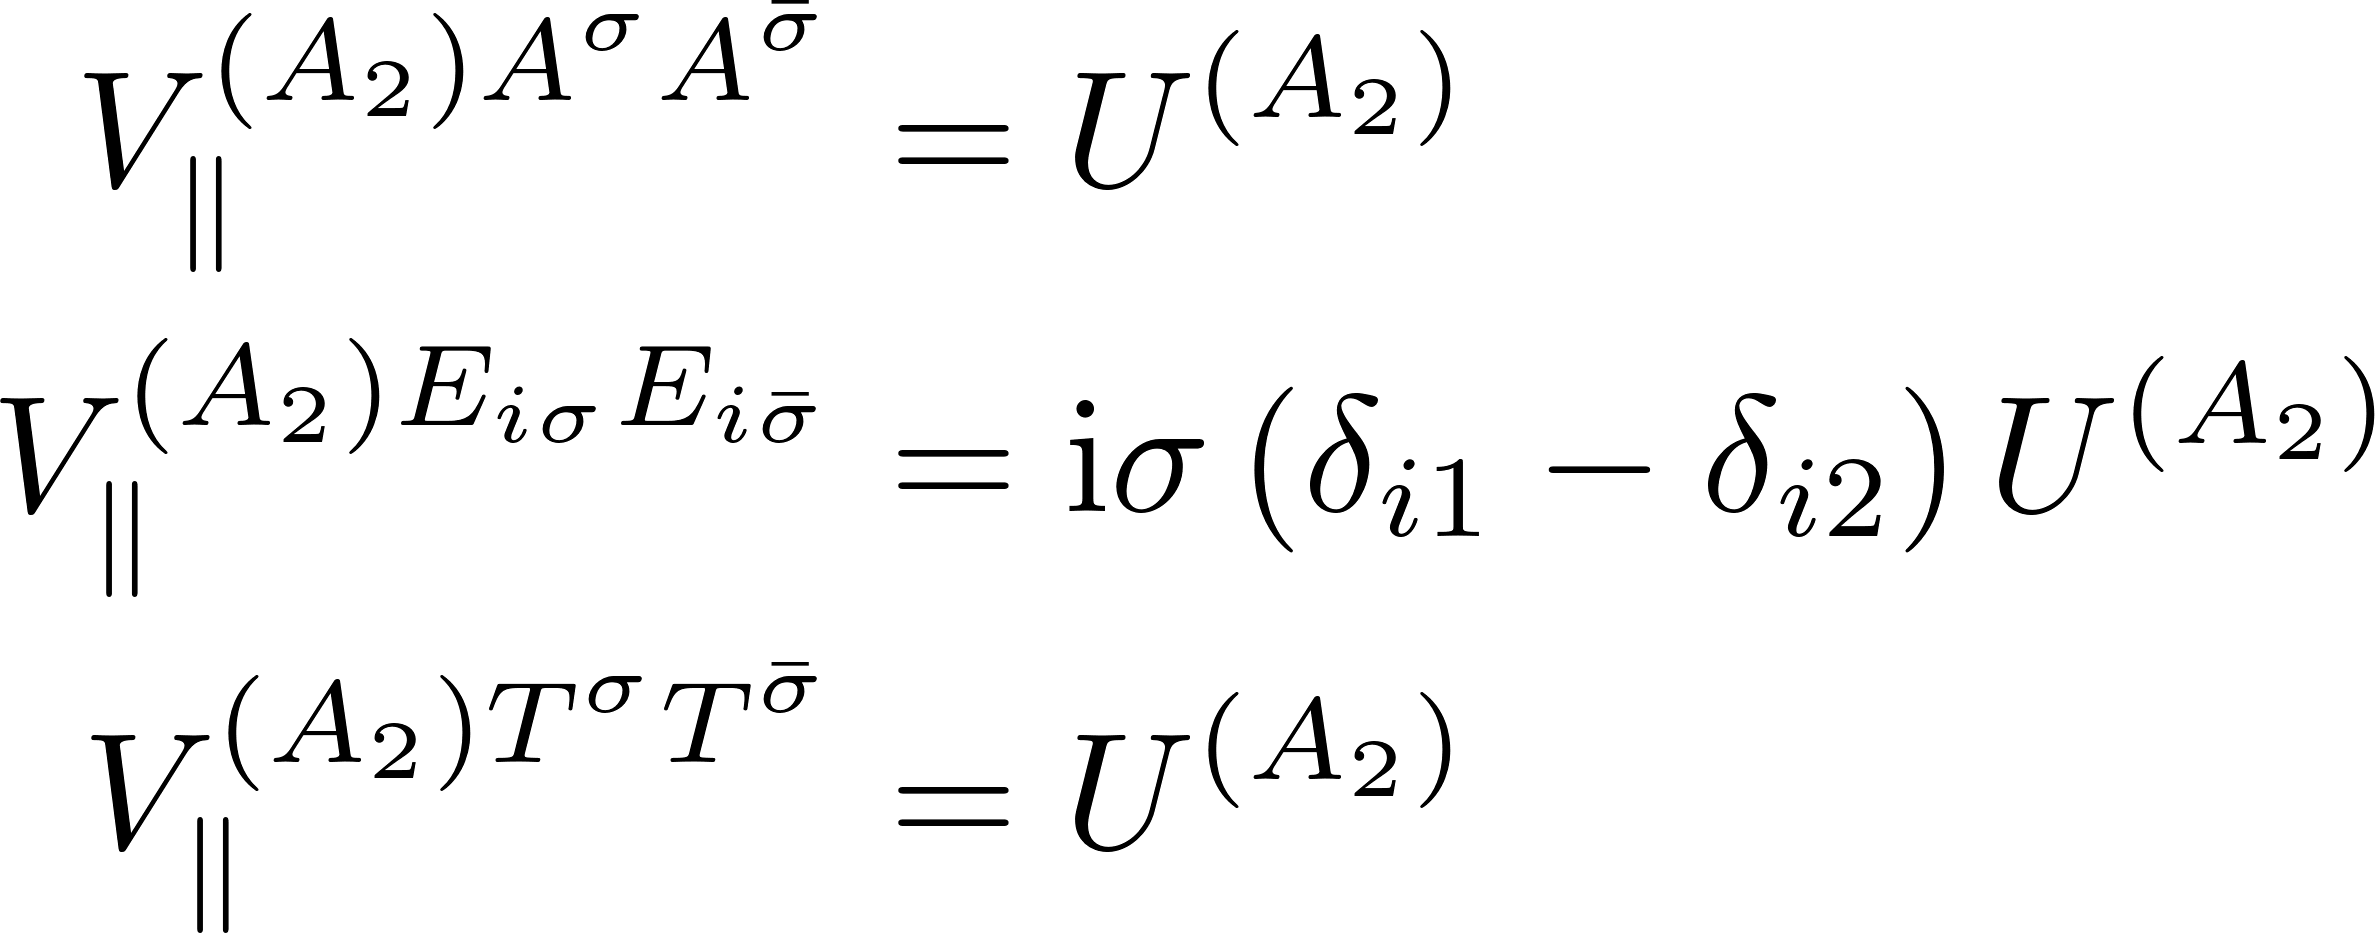 $V_{\parallel}^{(A_2)A^{\sigma}A^{\bar{\sigma}}} = U^{(A_2)}$
$V_{\parallel}^{(A_2)E_{i\sigma}E_{i\bar{\sigma}}} = \mathrm{i}\sigma\left(\delta_{i1} - \delta_{i2}\right)U^{(A_2)}$
$V_{\parallel}^{(A_2)T^{\sigma}T^{\bar{\sigma}}} = U^{(A_2)}$